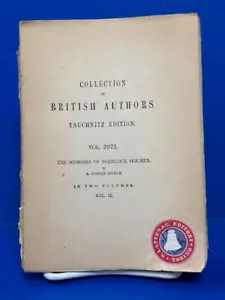 COLLECTION
OF
BRITISH AUTHORS
TAUCHNITZ EDITION.
VOL. 2973.
THE MEMOIRS OF SHERLOCK HOLMES.
BY
A. CONAN DOYLE
IN TWO VOLUMES.
VOL. II.